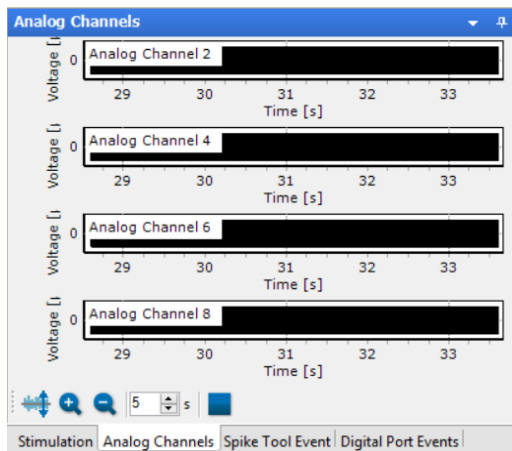 Analog Channels
Voltage [
0
Analog Channel 2
29 30 31 32 33
Time [s]
Voltage [
0
Analog Channel 4
29 30 31 32 33
Time [s]
Voltage [
0
Analog Channel 6
29 30 31 32 33
Time [s]
Voltage [
0
Analog Channel 8
29 30 31 32 33
Time [s]
5 s
Stimulation Analog Channels Spike Tool Event Digital Port Events